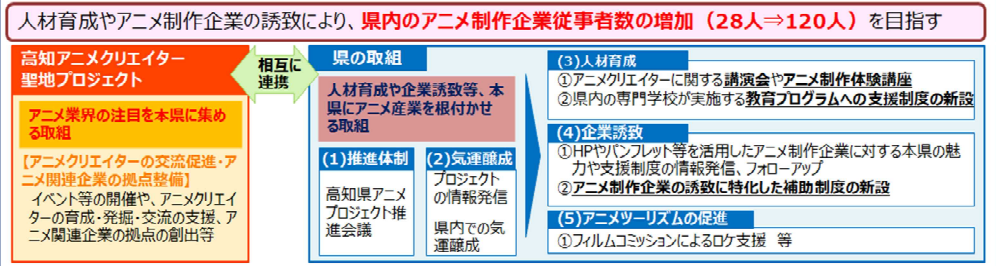 人材育成やアニメ制作企業の誘致により、県内のアニメ制作企業従事者数の増加（28人⇒120人）を目指す
高知アニメクリエイター
聖地プロジェクト
アニメ業界の注目を本県に集め
る取組
【アニメクリエイターの交流促進・ア
ニメ関連企業の拠点整備】
イベント等の開催や、アニメクリエイ
ターの育成・発掘・交流の支援、ア
ニメ関連企業の拠点の創出等
相互に
連携
県の取組
人材育成や企業誘致等、本
県にアニメ産業を根付かせ
る取組
(1)推進体制
高知県アニメ
プロジェクト推
進会議
(2)気運醸成
プロジェクト
の情報発信
県内での気
運醸成
(3)人材育成
①アニメクリエイターに関する講演会やアニメ制作体験講座
②県内の専門学校が実施する教育プログラムへの支援制度の新設
(4)企業誘致
①HPやパンフレット等を活用したアニメ制作企業に対する本県の魅
力や支援制度の情報発信、フォローアップ
②アニメ制作企業の誘致に特化した補助制度の新設
(5)アニメツーリズムの促進
①フィルムコミッションによるロケ支援 等